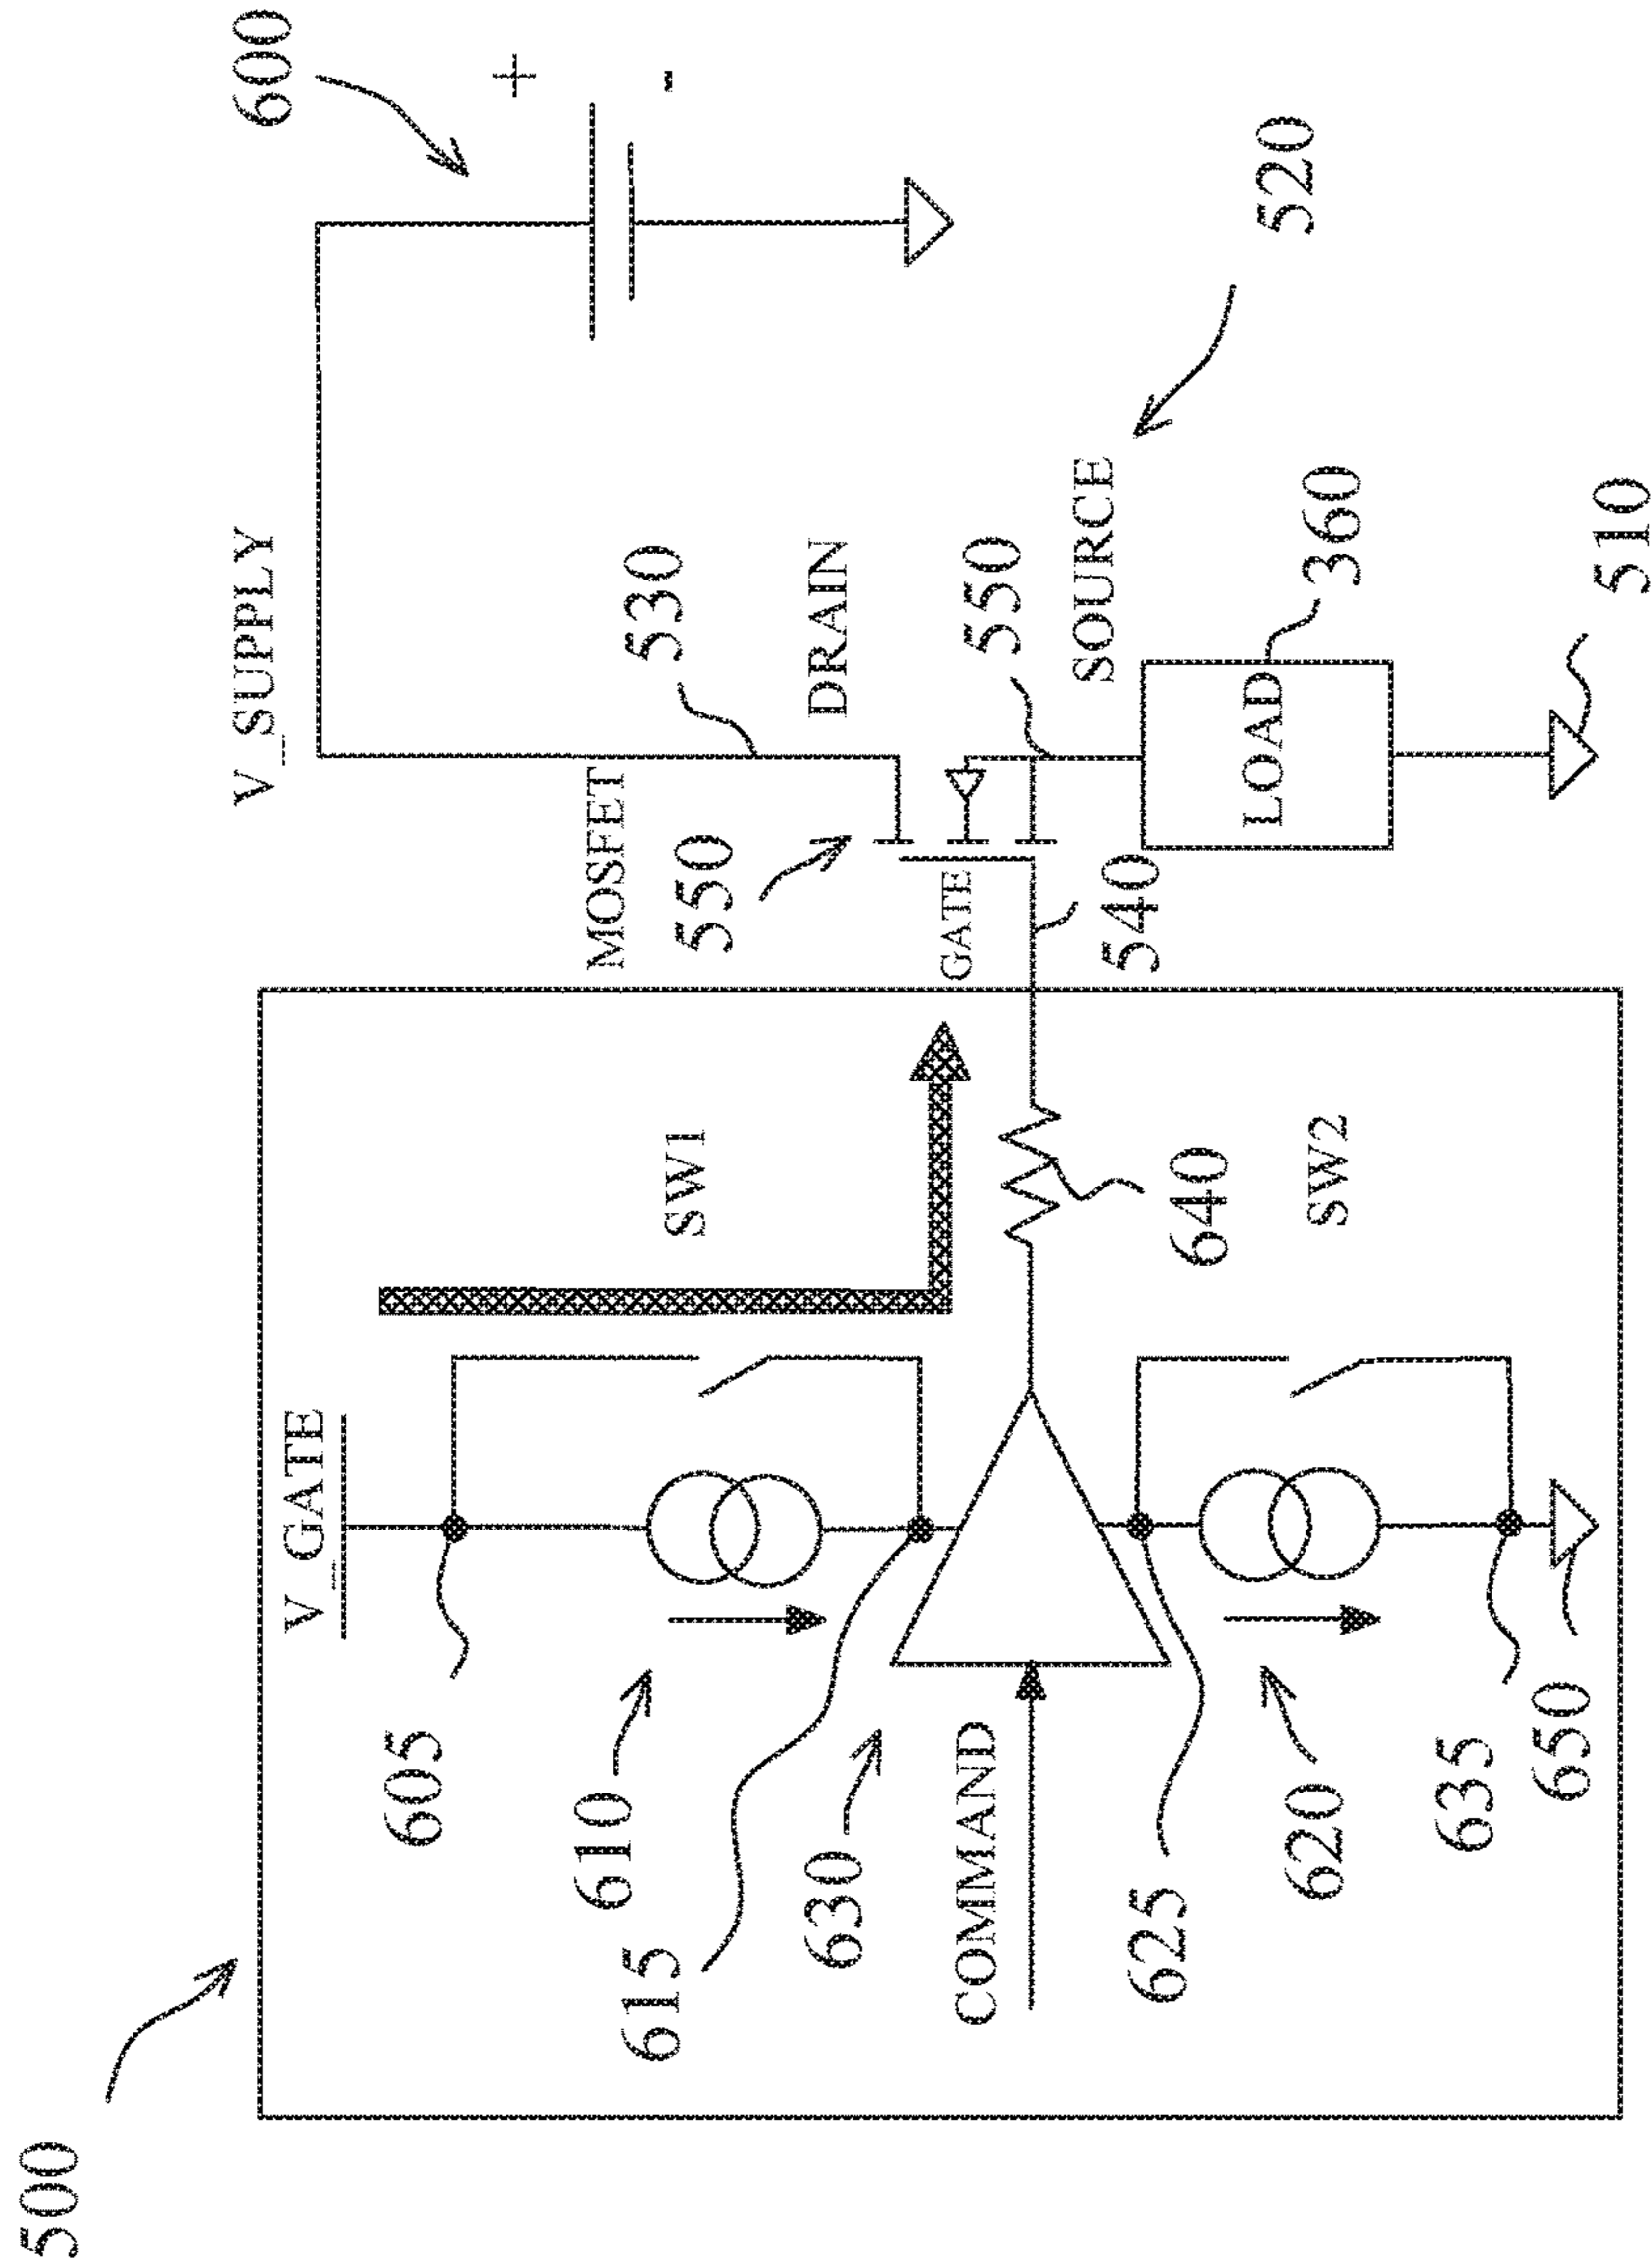 500
V_GATE
V_SUPPLY
600
+
-
605
610
615
630
COMMAND
625
620
635
650
SW1
640
SW2
MOSFET
550
530
DRAIN
GATE
540
550
SOURCE
520
LOAD
360
510